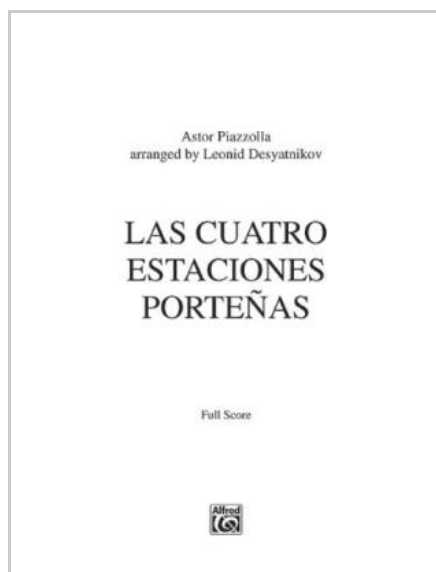 Astor Piazzolla
arranged by Leonid Desyatnikov
LAS CUATRO
ESTACIONES
PORTEÑAS
Full Score
Alfred